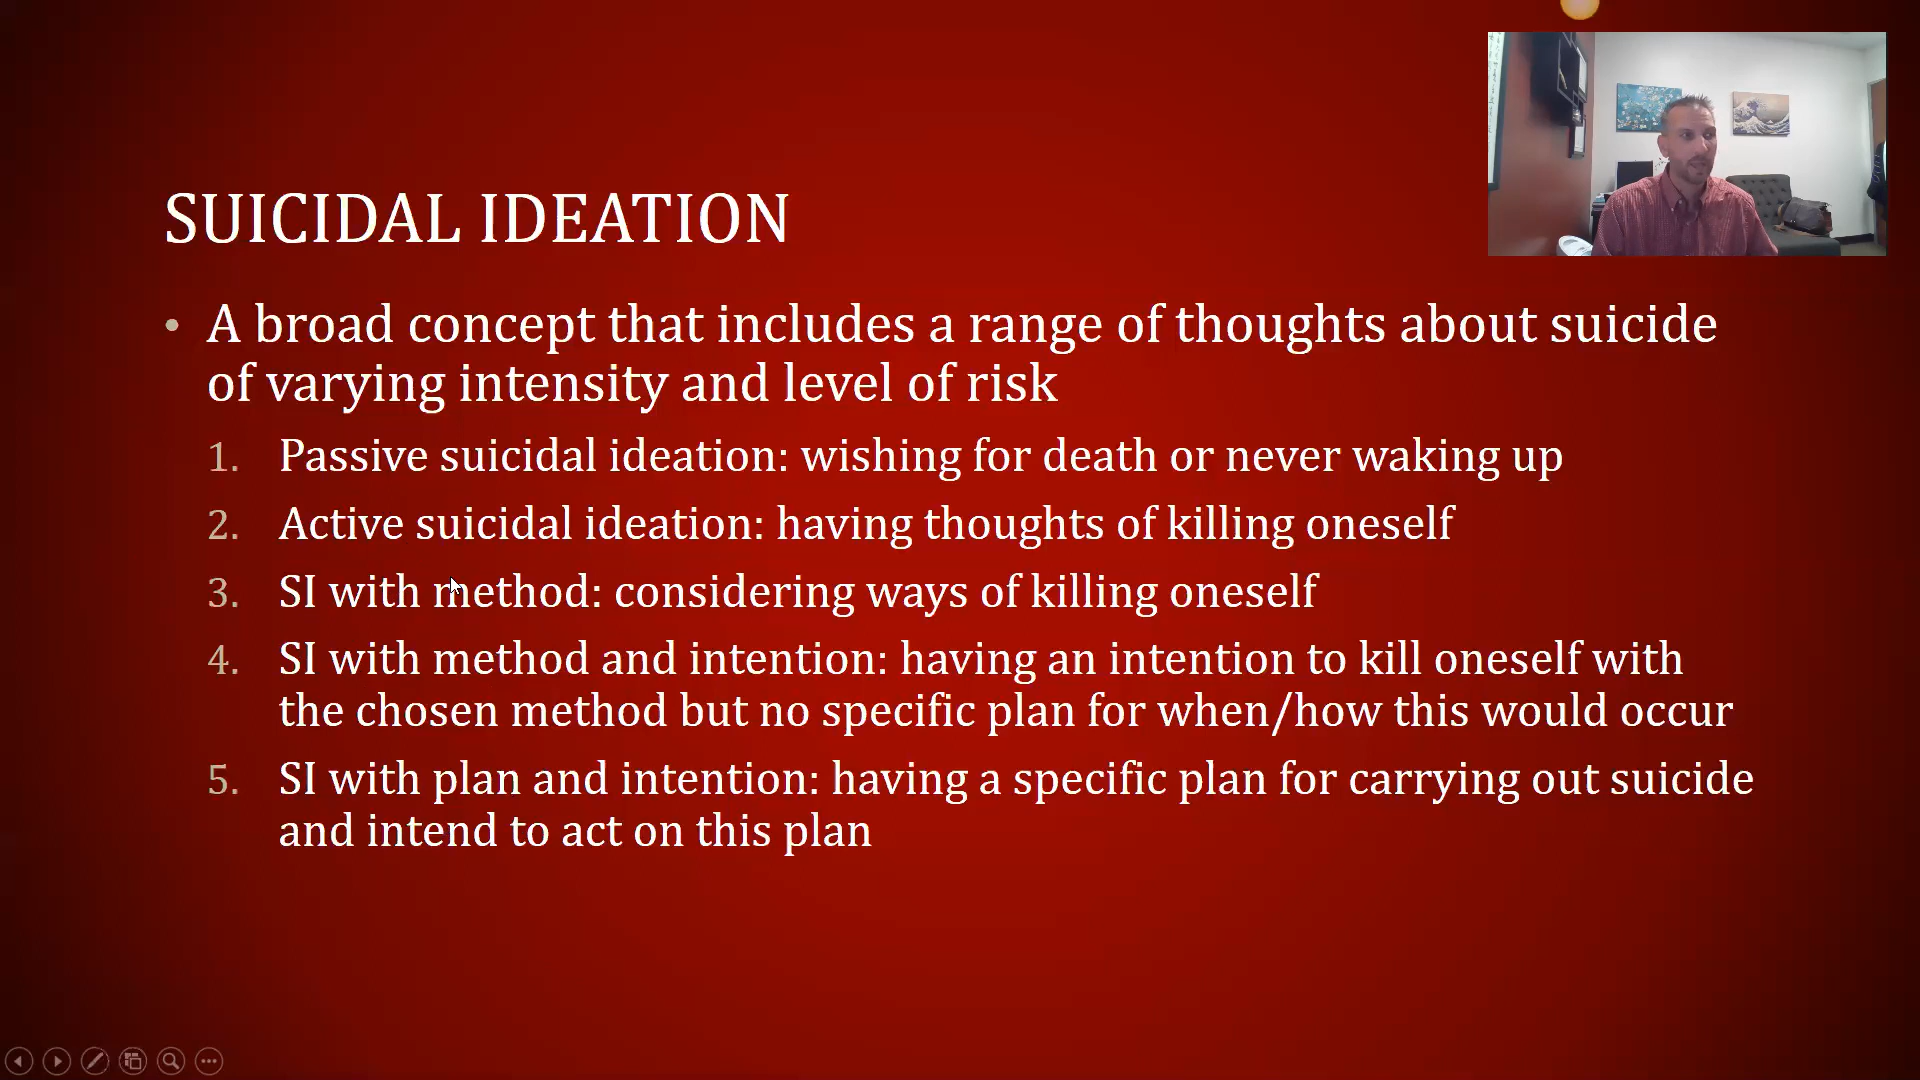 SUICIDAL IDEATION
• A broad concept that includes a range of thoughts about suicide
of varying intensity and level of risk
1. Passive suicidal ideation: wishing for death or never waking up
2. Active suicidal ideation: having thoughts of killing oneself
3. SI with method: considering ways of killing oneself
4. SI with method and intention: having an intention to kill oneself with
the chosen method but no specific plan for when/how this would occur
5. SI with plan and intention: having a specific plan for carrying out suicide
and intend to act on this plan